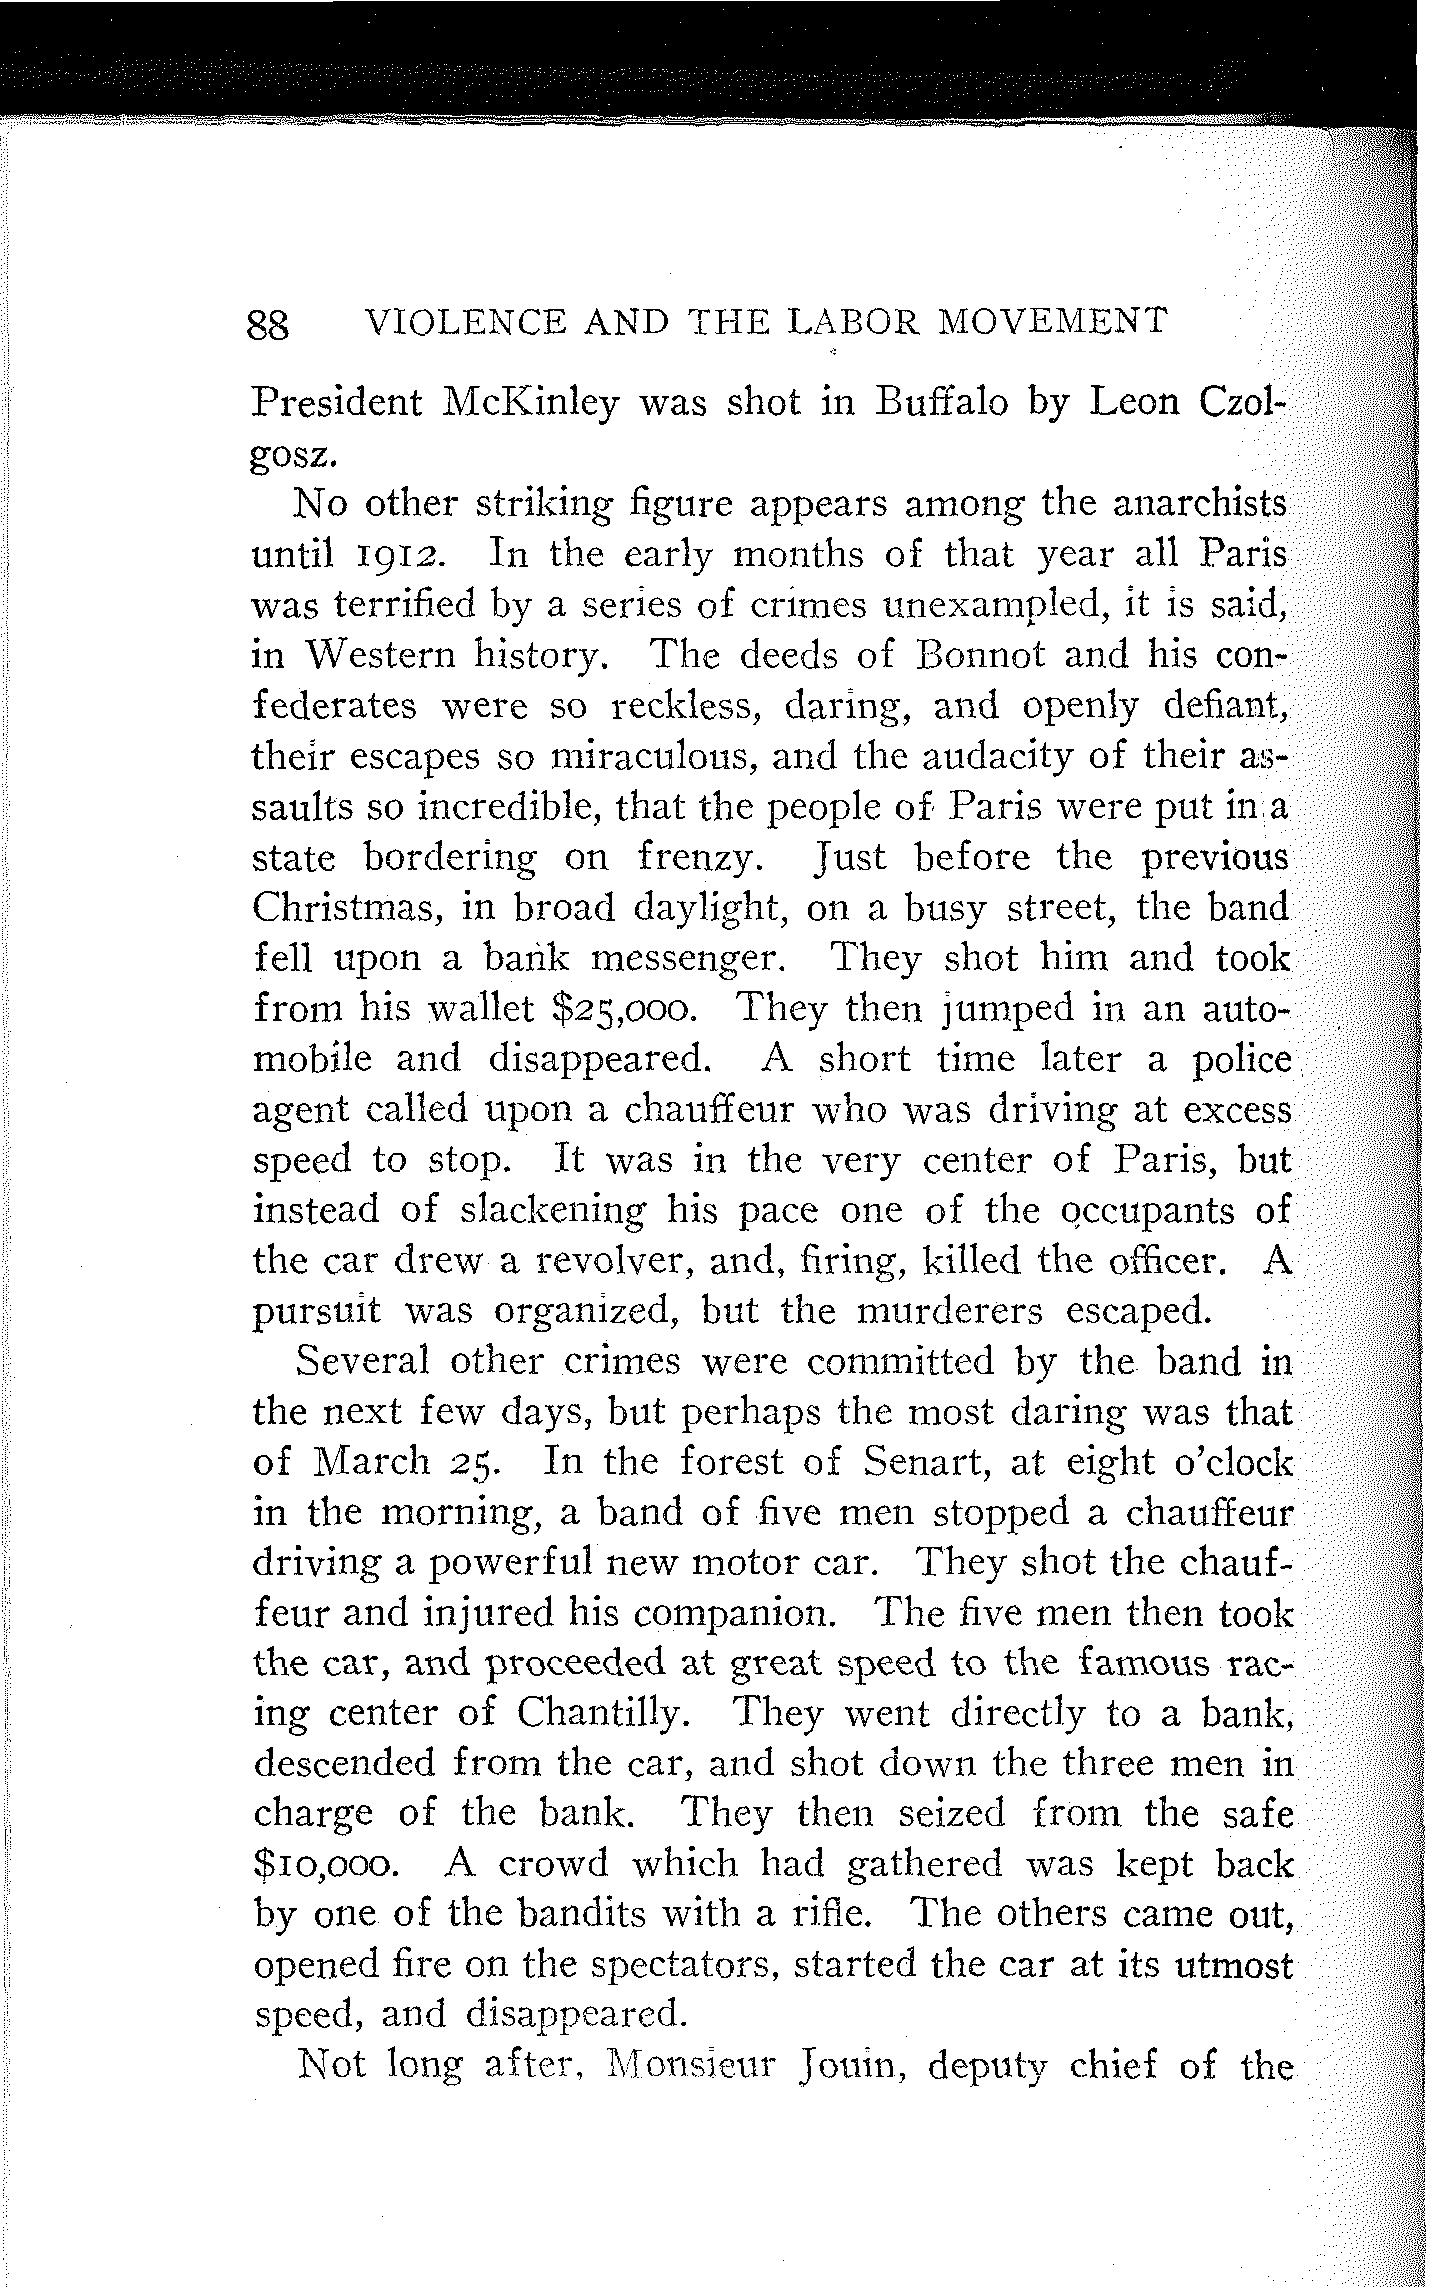 88 VIOLENCE AND THE LABOR MOVEMENT
President McKinley was shot in Buffalo by Leon Czol-
gosz.
No other striking figure appears among the anarchists
until 1912. In the early months of that year all Paris
was terrified by a series of crimes unexampled, it is said,
in Western history. The deeds of Bonnot and his con-
federates were so reckless, daring, and openly defiant,
their escapes so miraculous, and the audacity of their as-
saults so incredible, that the people of Paris were put in a
state bordering on frenzy. Just before the previous
Christmas, in broad daylight, on a busy street, the band
fell upon a bank messenger. They shot him and took
from his wallet $25,000. They then jumped in an auto-
mobile and disappeared. A short time later a police
agent called upon a chauffeur who was driving at excess
speed to stop. It was in the very center of Paris, but
instead of slackening his pace one of the occupants of
the car drew a revolver, and, firing, killed the officer. A
pursuit was organized, but the murderers escaped.
Several other crimes were committed by the band in
the next few days, but perhaps the most daring was that
of March 25. In the forest of Senart, at eight o'clock
in the morning, a band of five men stopped a chauffeur
driving a powerful new motor car. They shot the chauf-
feur and injured his companion. The five men then took
the car, and proceeded at great speed to the famous rac-
ing center of Chantilly. They went directly to a bank,
descended from the car, and shot down the three men in
charge of the bank. They then seized from the safe
$10,000. A crowd which had gathered was kept back
by one of the bandits with a rifle. The others came out,
opened fire on the spectators, started the car at its utmost
speed, and disappeared.
Not long after, Monsieur Jouin, deputy chief of the